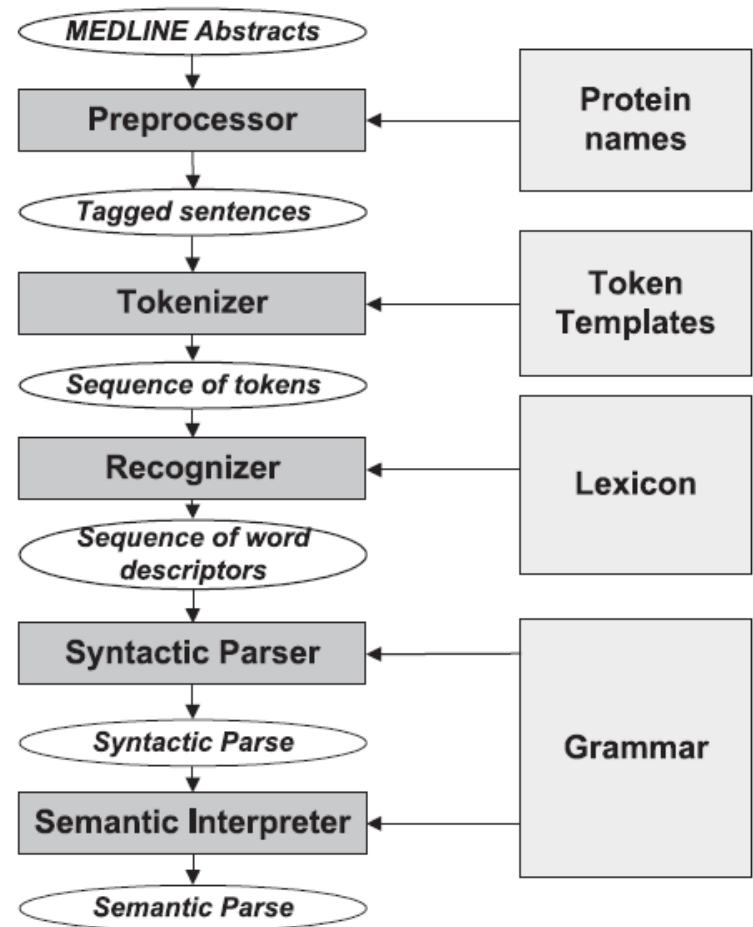 MEDLINE Abstracts
Preprocessor
Protein
names
Tagged sentences
Tokenizer
Token
Templates
Sequence of tokens
Recognizer
Lexicon
Sequence of word
descriptors
Syntactic Parser
Syntactic Parse
Grammar
Semantic Interpreter
Semantic Parse